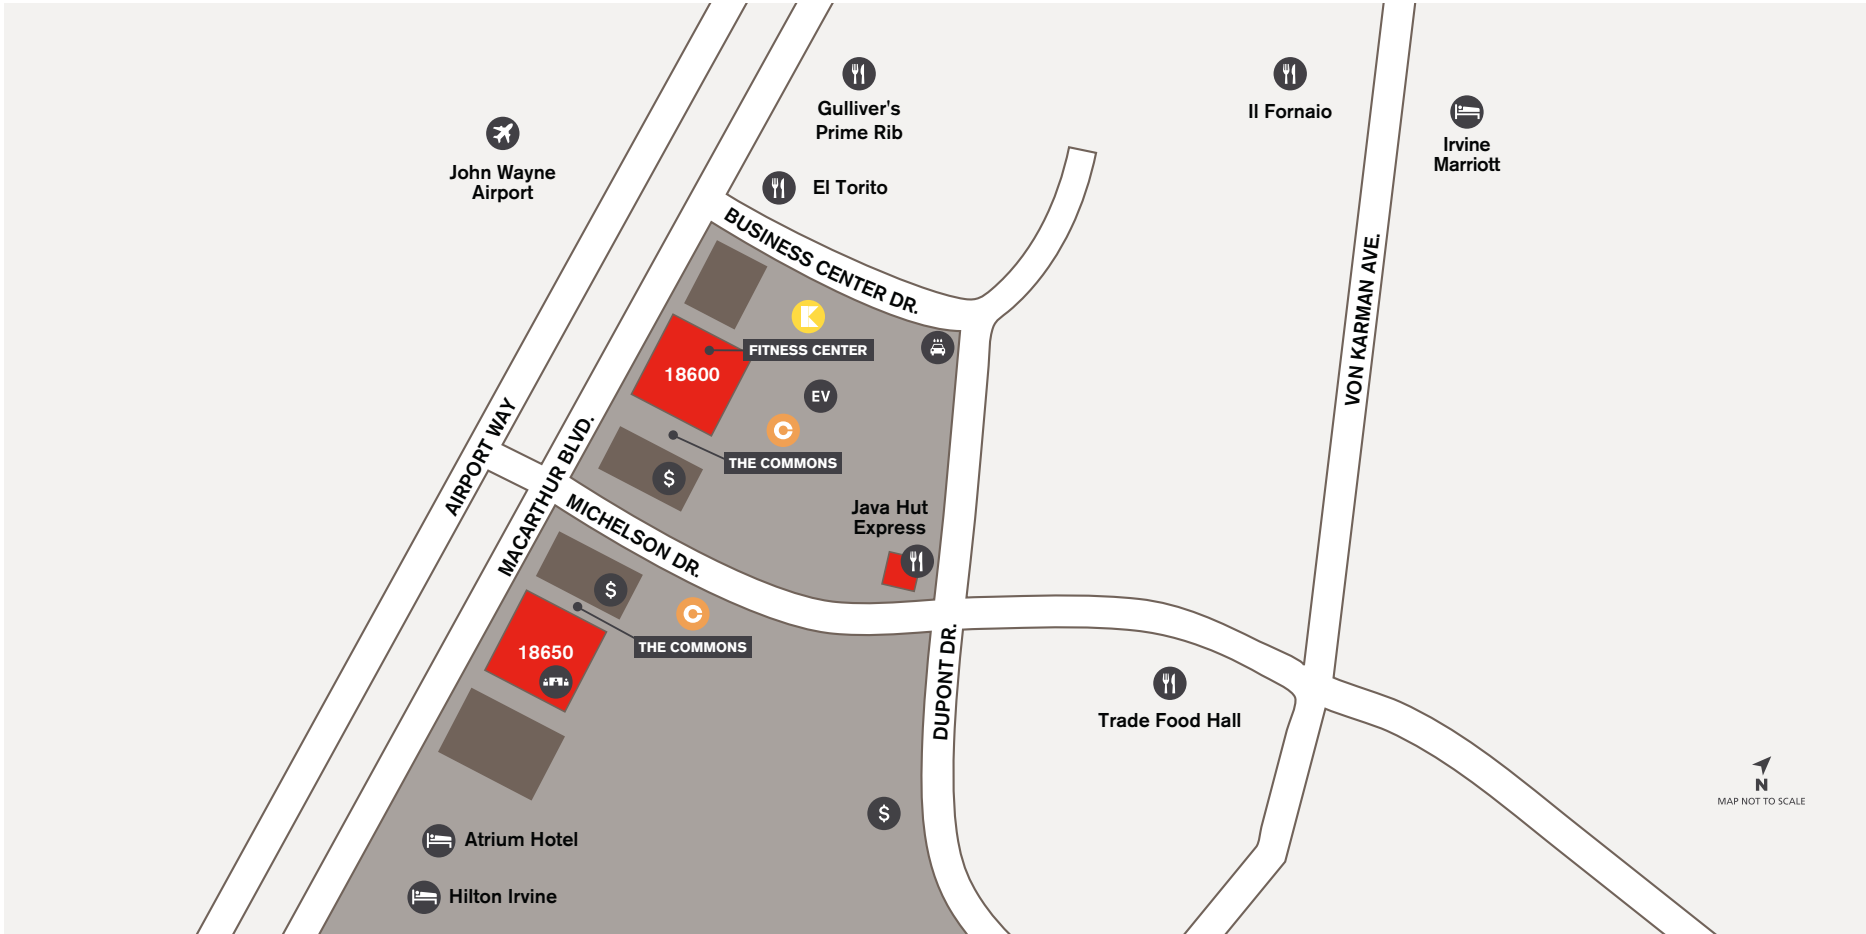 Gulliver's
Prime Rib
Il Fornaio
Irvine
Marriott
John Wayne
Airport
El Torito
BUSINESS CENTER DR.
VON KARMAN AVE.
K
FITNESS CENTER
18600
EV
C
THE COMMONS
AIRPORT WAY
MACARTHUR BLVD.
$
MICHELSON DR.
Java Hut
Express
$
C
THE COMMONS
18650
DUPONT DR.
Trade Food Hall
N
MAP NOT TO SCALE
$
Atrium Hotel
Hilton Irvine